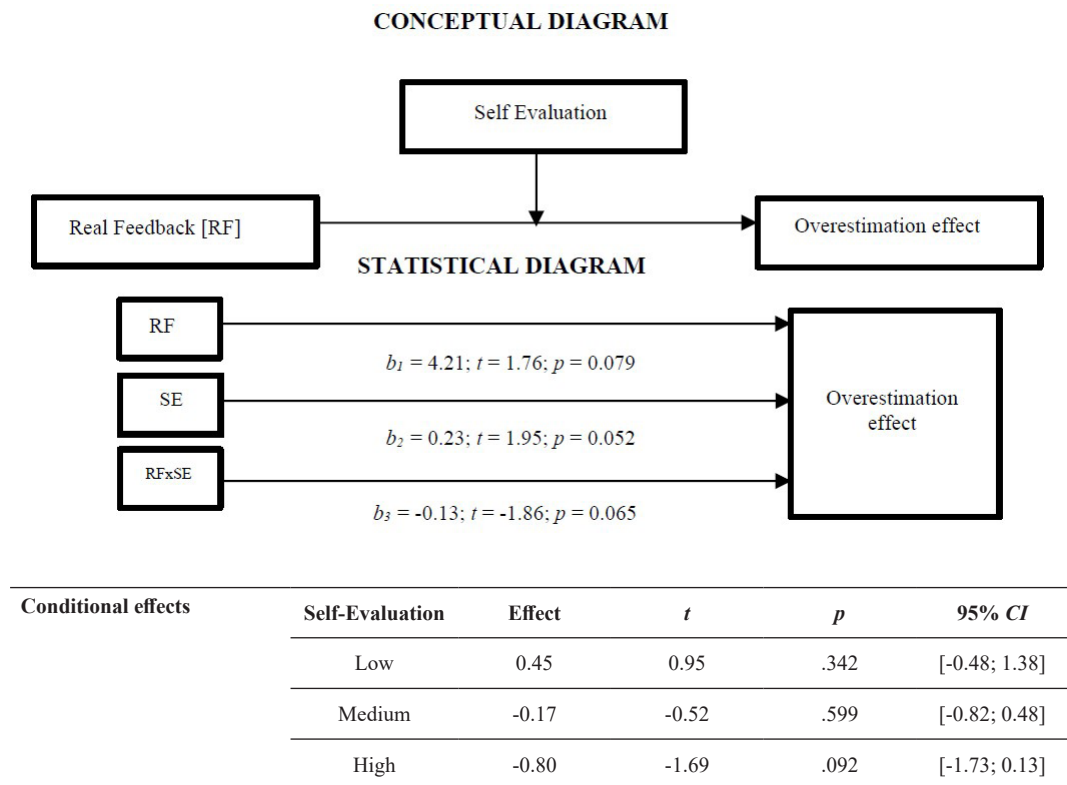 CONCEPTUAL DIAGRAM
Self Evaluation
Real Feedback [RF]
Overestimation effect
STATISTICAL DIAGRAM
RF
b₁ = 4.21; t = 1.76; p = 0.079
SE
b₂ = 0.23; t = 1.95; p = 0.052
RFxSE
b₃ = -0.13; t = -1.86; p = 0.065
Overestimation
effect
Conditional effects
Self-Evaluation Effect t p 95% CI
Low 0.45 0.95 .342 [-0.48; 1.38]
Medium -0.17 -0.52 .599 [-0.82; 0.48]
High -0.80 -1.69 .092 [-1.73; 0.13]